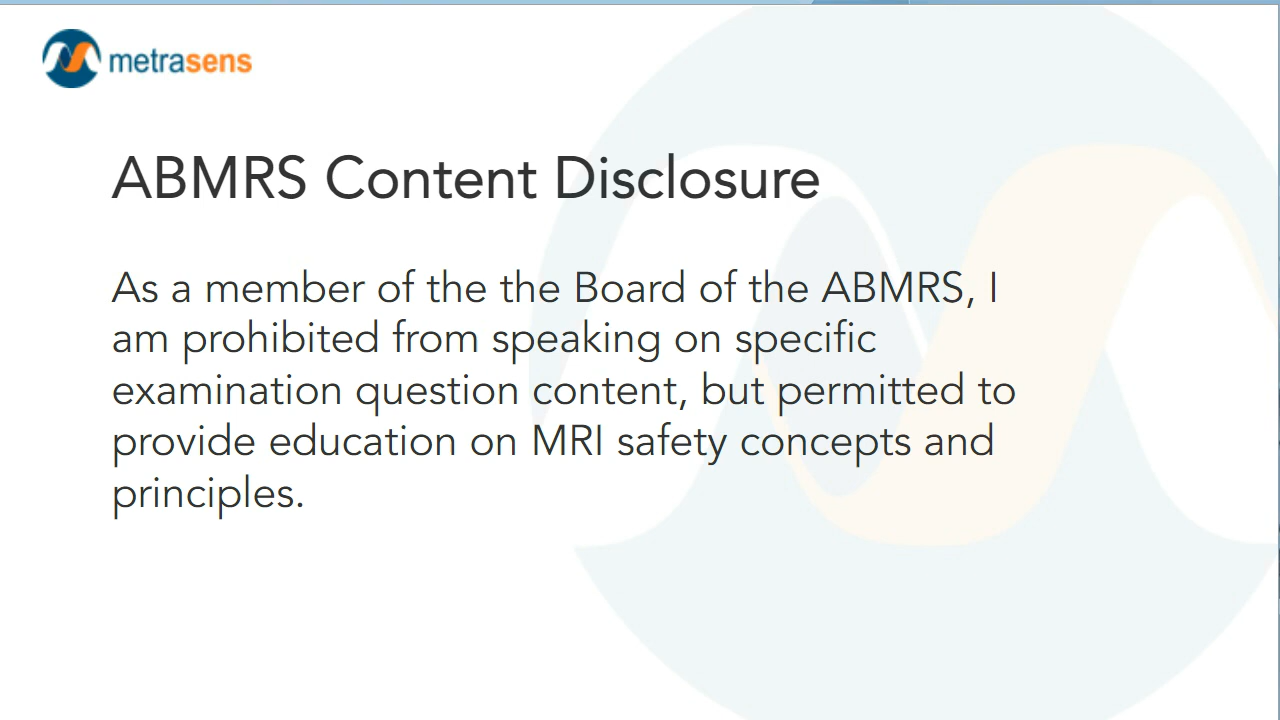 metrasens
ABMRS Content Disclosure
As a member of the the Board of the ABMRS, I
am prohibited from speaking on specific
examination question content, but permitted to
provide education on MRI safety concepts and
principles.